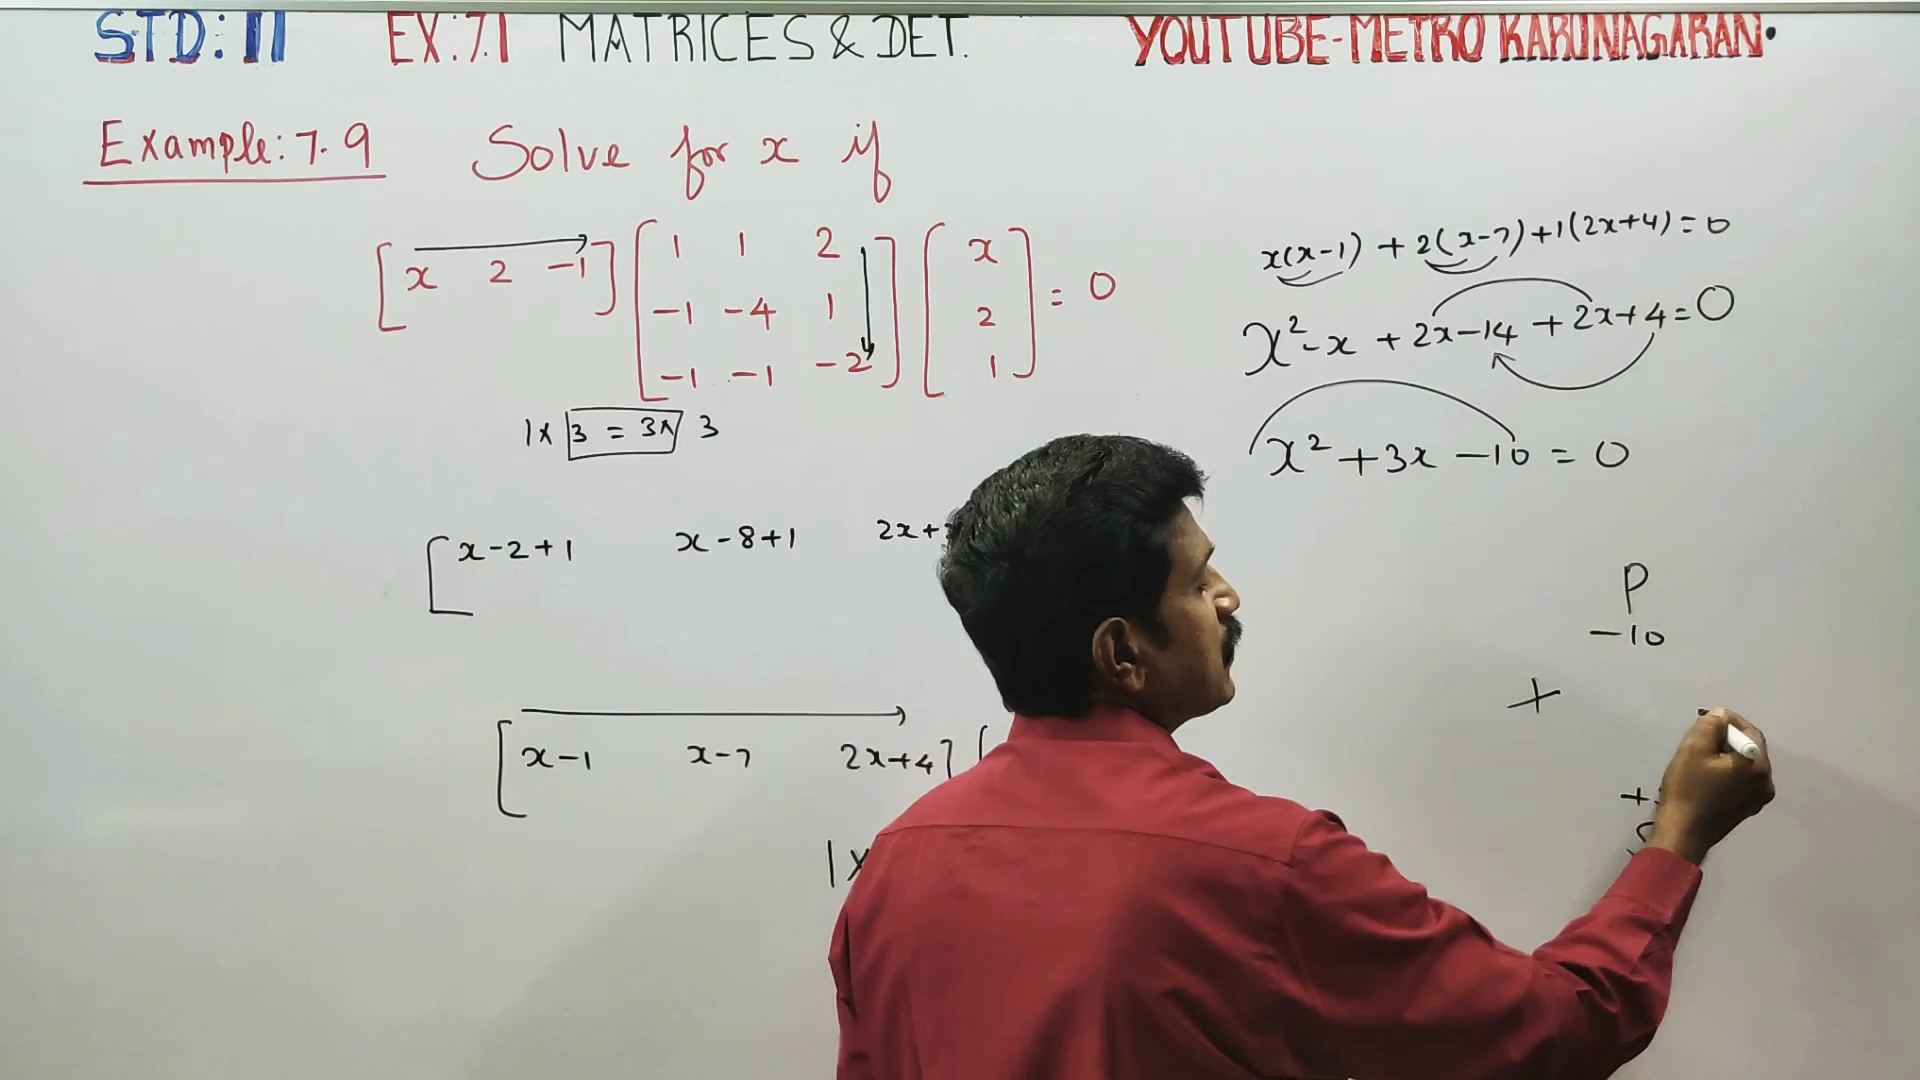 STD: 11 EX:7.1 MATRICES & DET. YOUTUBE-METRO KARUNAGARAN.
Example: 7.9 Solve for x if
[ x 2 -1 ] [ 1 1 2 ] [ x ] = 0
-1 -4 1 2
-1 -1 -2 1
1x 3 = 3x 3
[ x-2+1 x-8+1 2x+
[ x-1 x-7 2x+4 ] [
1x
x(x-1) + 2(x-7) + 1(2x+4) = 0
x² - x + 2x - 14 + 2x + 4 = 0
x² + 3x - 10 = 0
P
-10
+
+